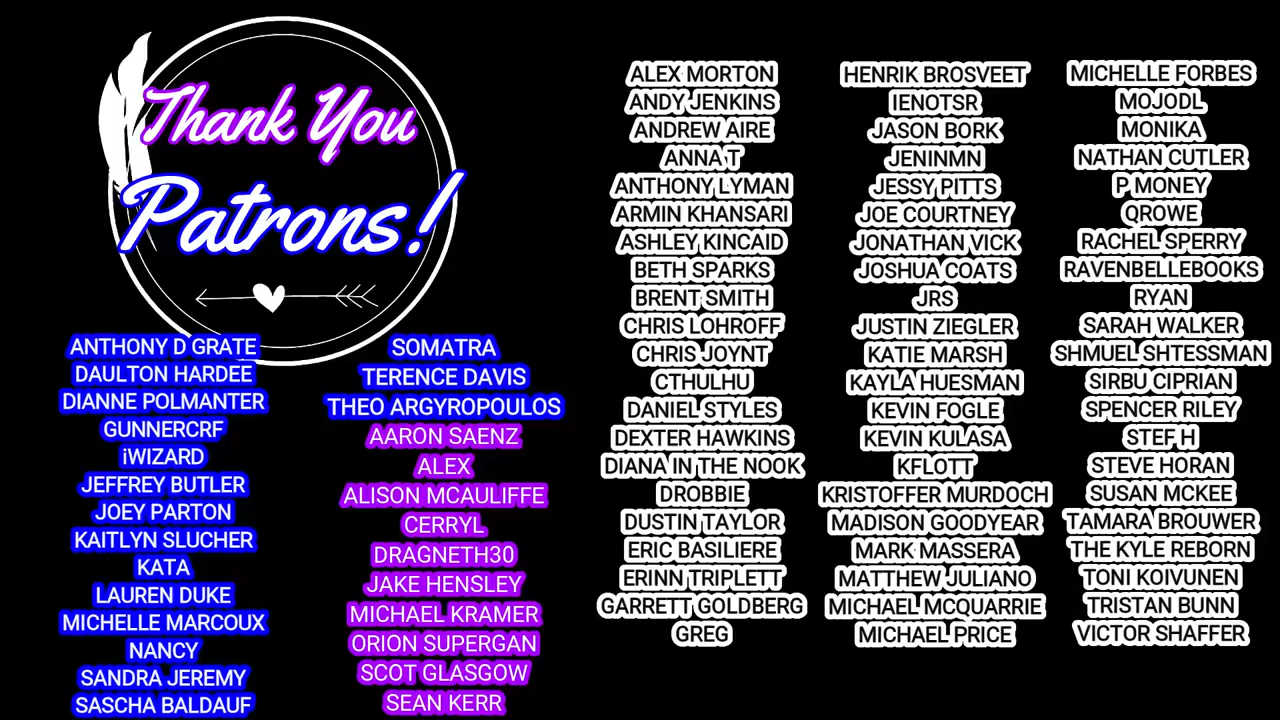 Thank You
Patrons!
ANTHONY D GRATE
DAULTON HARDEE
DIANNE POLMANTER
GUNNERCRF
iWIZARD
JEFFREY BUTLER
JOEY PARTON
KAITLYN SLUCHER
KATA
LAUREN DUKE
MICHELLE MARCOUX
NANCY
SANDRA JEREMY
SASCHA BALDAUF
SOMATRA
TERENCE DAVIS
THEO ARGYROPOULOS
AARON SAENZ
ALEX
ALISON MCAULIFFE
CERRYL
DRAGNETH30
JAKE HENSLEY
MICHAEL KRAMER
ORION SUPERGAN
SCOT GLASGOW
SEAN KERR
ALEX MORTON
ANDY JENKINS
ANDREW AIRE
ANNA T
ANTHONY LYMAN
ARMIN KHANSARI
ASHLEY KINCAID
BETH SPARKS
BRENT SMITH
CHRIS LOHROFF
CHRIS JOYNT
CTHULHU
DANIEL STYLES
DEXTER HAWKINS
DIANA IN THE NOOK
DROBBIE
DUSTIN TAYLOR
ERIC BASILIERE
ERINN TRIPLETT
GARRETT GOLDBERG
GREG
HENRIK BROSVEET
IENOTSR
JASON BORK
JENINMN
JESSY PITTS
JOE COURTNEY
JONATHAN VICK
JOSHUA COATS
JRS
JUSTIN ZIEGLER
KATIE MARSH
KAYLA HUESMAN
KEVIN FOGLE
KEVIN KULASA
KFLOTT
KRISTOFFER MURDOCH
MADISON GOODYEAR
MARK MASSERA
MATTHEW JULIANO
MICHAEL MCQUARRIE
MICHAEL PRICE
MICHELLE FORBES
MOJODL
MONIKA
NATHAN CUTLER
P MONEY
QROWE
RACHEL SPERRY
RAVENBELLEBOOKS
RYAN
SARAH WALKER
SHMUEL SHTESSMAN
SIRBU CIPRIAN
SPENCER RILEY
STEF H
STEVE HORAN
SUSAN MCKEE
TAMARA BROUWER
THE KYLE REBORN
TONI KOIVUNEN
TRISTAN BUNN
VICTOR SHAFFER